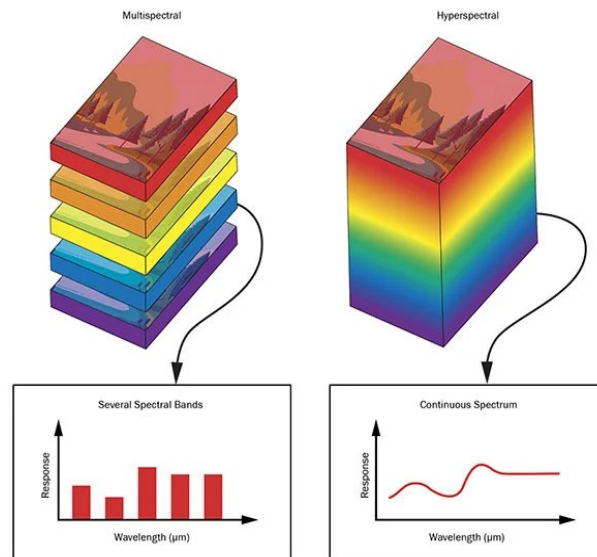 Multispectral
Hyperspectral
Several Spectral Bands
Response
Wavelength (μm)
Continuous Spectrum
Response
Wavelength (μm)